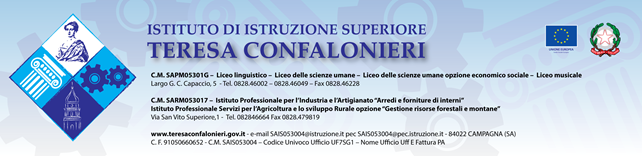 ISTITUTO DI ISTRUZIONE SUPERIORE
TERESA CONFALONIERI
UNIONE EUROPEA
C.M. SAPM05301G – Liceo linguistico – Liceo delle scienze umane – Liceo delle scienze umane opzione economico sociale – Liceo musicale
Largo G. C. Capaccio, 5 - Tel. 0828.46002 – 0828.46049 – Fax 0828.46228
C.M. SARM053017 – Istituto Professionale per l'Industria e l'Artigianato "Arredi e forniture di interni"
Istituto Professionale Servizi per l'Agricoltura e lo sviluppo Rurale opzione "Gestione risorse forestali e montane"
Via San Vito Superiore,1 - Tel. 082846664 Fax 0828.479819
www.teresaconfalonieri.gov.it - e-mail SAIS053004@istruzione.it pec SAIS053004@pec.istruzione.it - 84022 CAMPAGNA (SA)
C. F. 91050660652 - C.M. SAIS053004 – Codice Univoco Ufficio UF7SG1 – Nome Ufficio Uff E Fattura PA